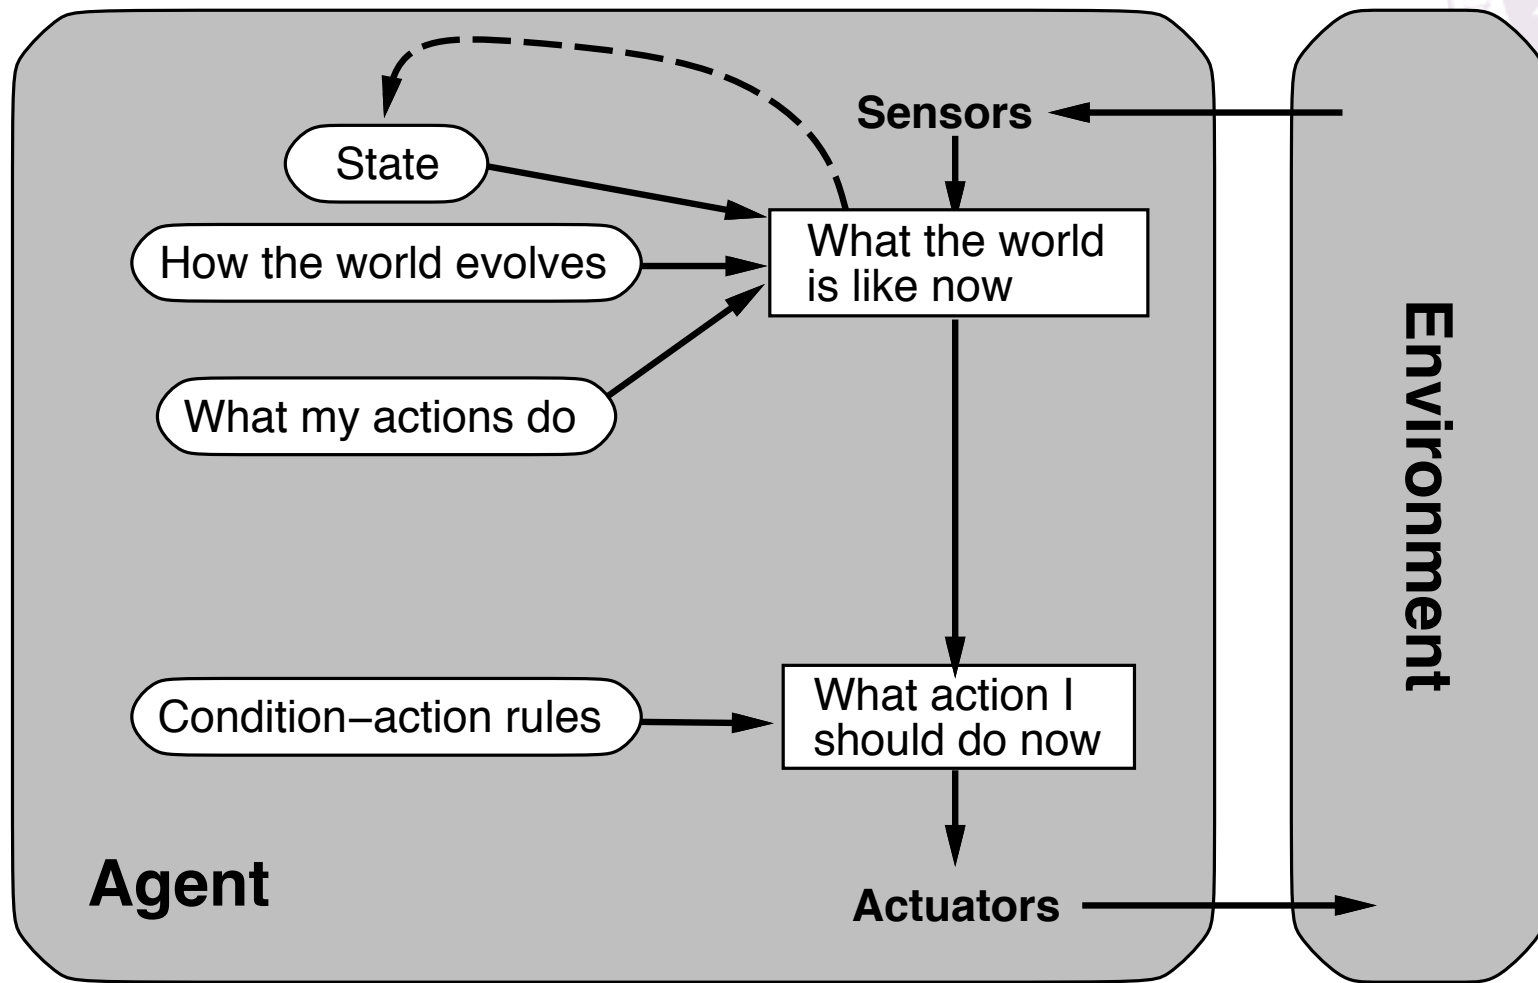 Sensors
State
What the world
is like now
How the world evolves
What my actions do
Environment
Condition−action rules
What action I
should do now
Agent
Actuators